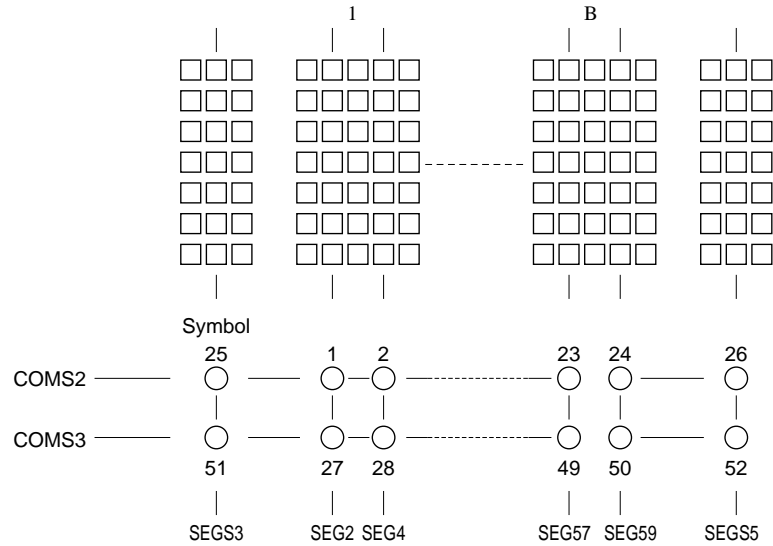 1 B
Symbol
25 1 2 23 24 26
COMS2
COMS3
51 27 28 49 50 52
SEGS3 SEG2 SEG4 SEG57 SEG59 SEGS5